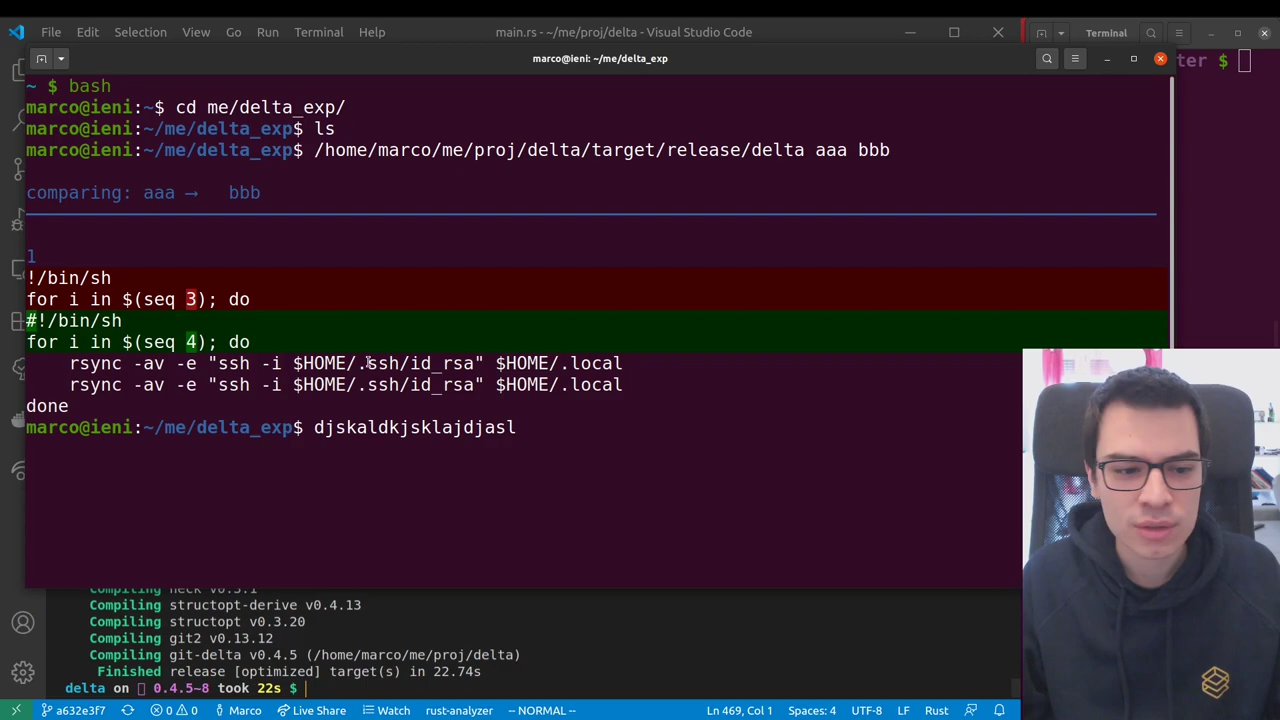 File Edit Selection View Go Run Terminal Help main.rs - ~/me/proj/delta - Visual Studio Code Terminal
marco@ieni: ~/me/delta_exp
ter $
~ $ bash
marco@ieni:~$ cd me/delta_exp/
marco@ieni:~/me/delta_exp$ ls
marco@ieni:~/me/delta_exp$ /home/marco/me/proj/delta/target/release/delta aaa bbb
comparing: aaa ⟶ bbb
1
!/bin/sh
for i in $(seq 3); do
#!/bin/sh
for i in $(seq 4); do
rsync -av -e "ssh -i $HOME/.ssh/id_rsa" $HOME/.local
rsync -av -e "ssh -i $HOME/.ssh/id_rsa" $HOME/.local
done
marco@ieni:~/me/delta_exp$ djskaldkjsklajdjasl
Compiling heck v0.3.1
Compiling structopt-derive v0.4.13
Compiling structopt v0.3.20
Compiling git2 v0.13.12
Compiling git-delta v0.4.5 (/home/marco/me/proj/delta)
Finished release [optimized] target(s) in 22.74s
delta on 0.4.5~8 took 22s $
a632e3f7 0 0 Marco Live Share Watch rust-analyzer -- NORMAL -- Ln 469, Col 1 Spaces: 4 UTF-8 LF Rust